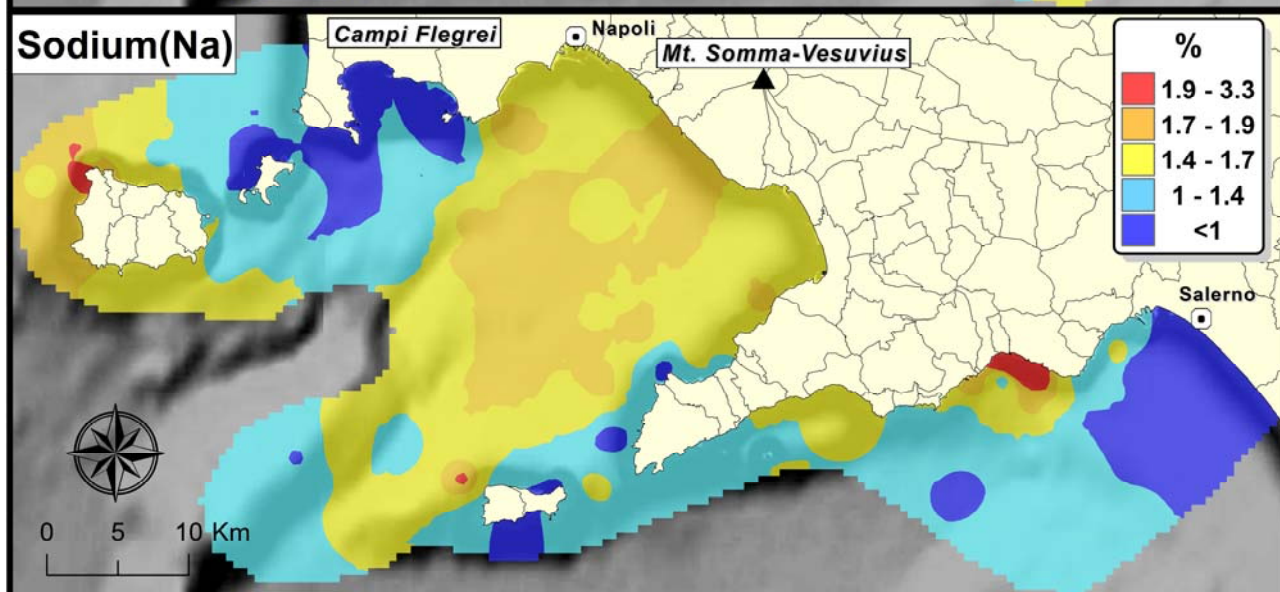 Sodium(Na)
Campi Flegrei
Napoli
Mt. Somma-Vesuvius
%
1.9 - 3.3
1.7 - 1.9
1.4 - 1.7
1 - 1.4
<1
Salerno
0 5 10 Km